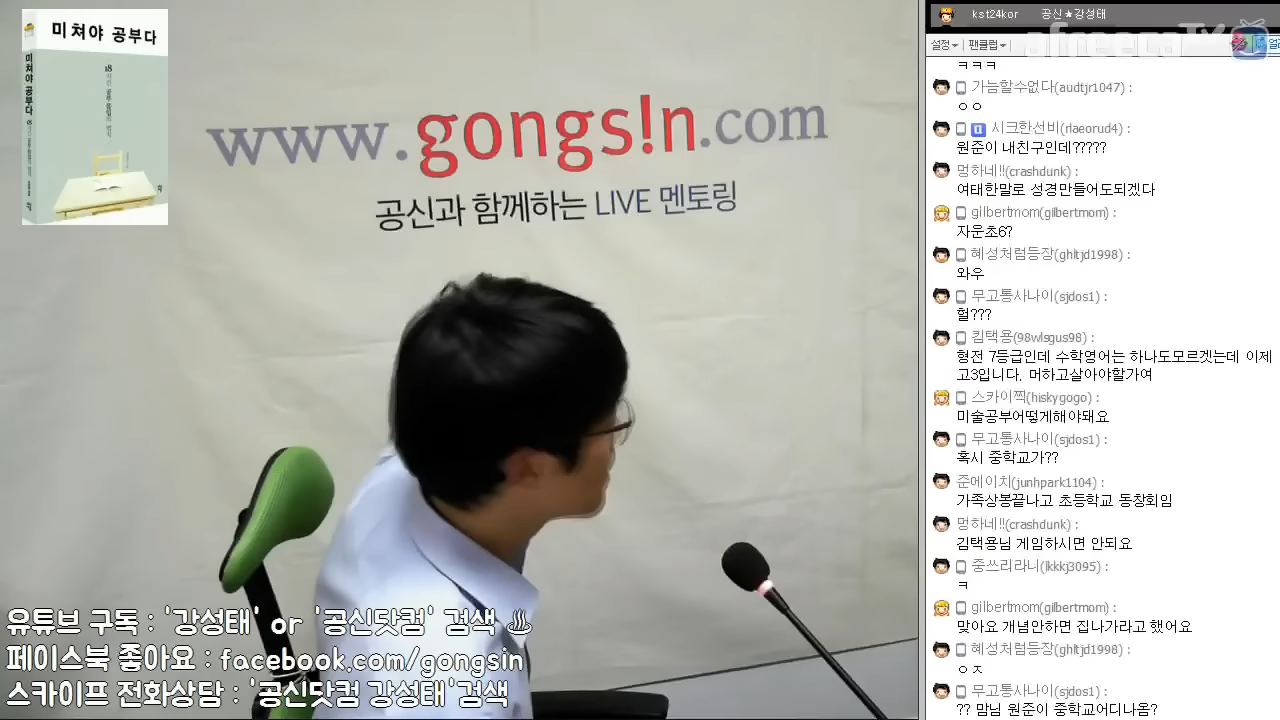 미쳐야 공부다
미쳐야 공부다
www.gongs!n.com
공신과 함께하는 LIVE 멘토링
유튜브 구독 : '강성태' or '공신닷컴' 검색 ♨
페이스북 좋아요 : facebook.com/gongsin
스카이프 전화상담 : '공신닷컴 강성태'검색
kst24kor 공신★강성태
afreecaTV
설정 팬클럽
ㅋㅋㅋ
가늠할수없다(audtjr1047) :
ㅇㅇ
시크한선비(rlaeorud4) :
원준이 내친구인데?????
멍하네!!(crashdunk) :
여태한말로 성경만들어도되겠다
gilbertmom(gilbertmom) :
자운초6?
혜성처럼등장(ghltjd1998) :
와우
무고통사나이(sjdos1) :
헐???
킴택용(98wlsgus98) :
형전 7등급인데 수학영어는 하나도모르겟는데 이제
고3입니다. 머하고살아야할가여
스카이찍(hiskygogo) :
미술공부어떻게해야돼요
무고통사나이(sjdos1) :
혹시 중학교가??
준에이치(junhpark1104) :
가족상봉끝나고 초등학교 동창회임
멍하네!!(crashdunk) :
김택용님 게임하시면 안되요
중쓰리라니(lkkkj3095) :
ㅋ
gilbertmom(gilbertmom) :
맞아요 개념안하면 집나가라고 했어요
혜성처럼등장(ghltjd1998) :
ㅇㅈ
무고통사나이(sjdos1) :
?? 맘님 원준이 중학교어디나옴?